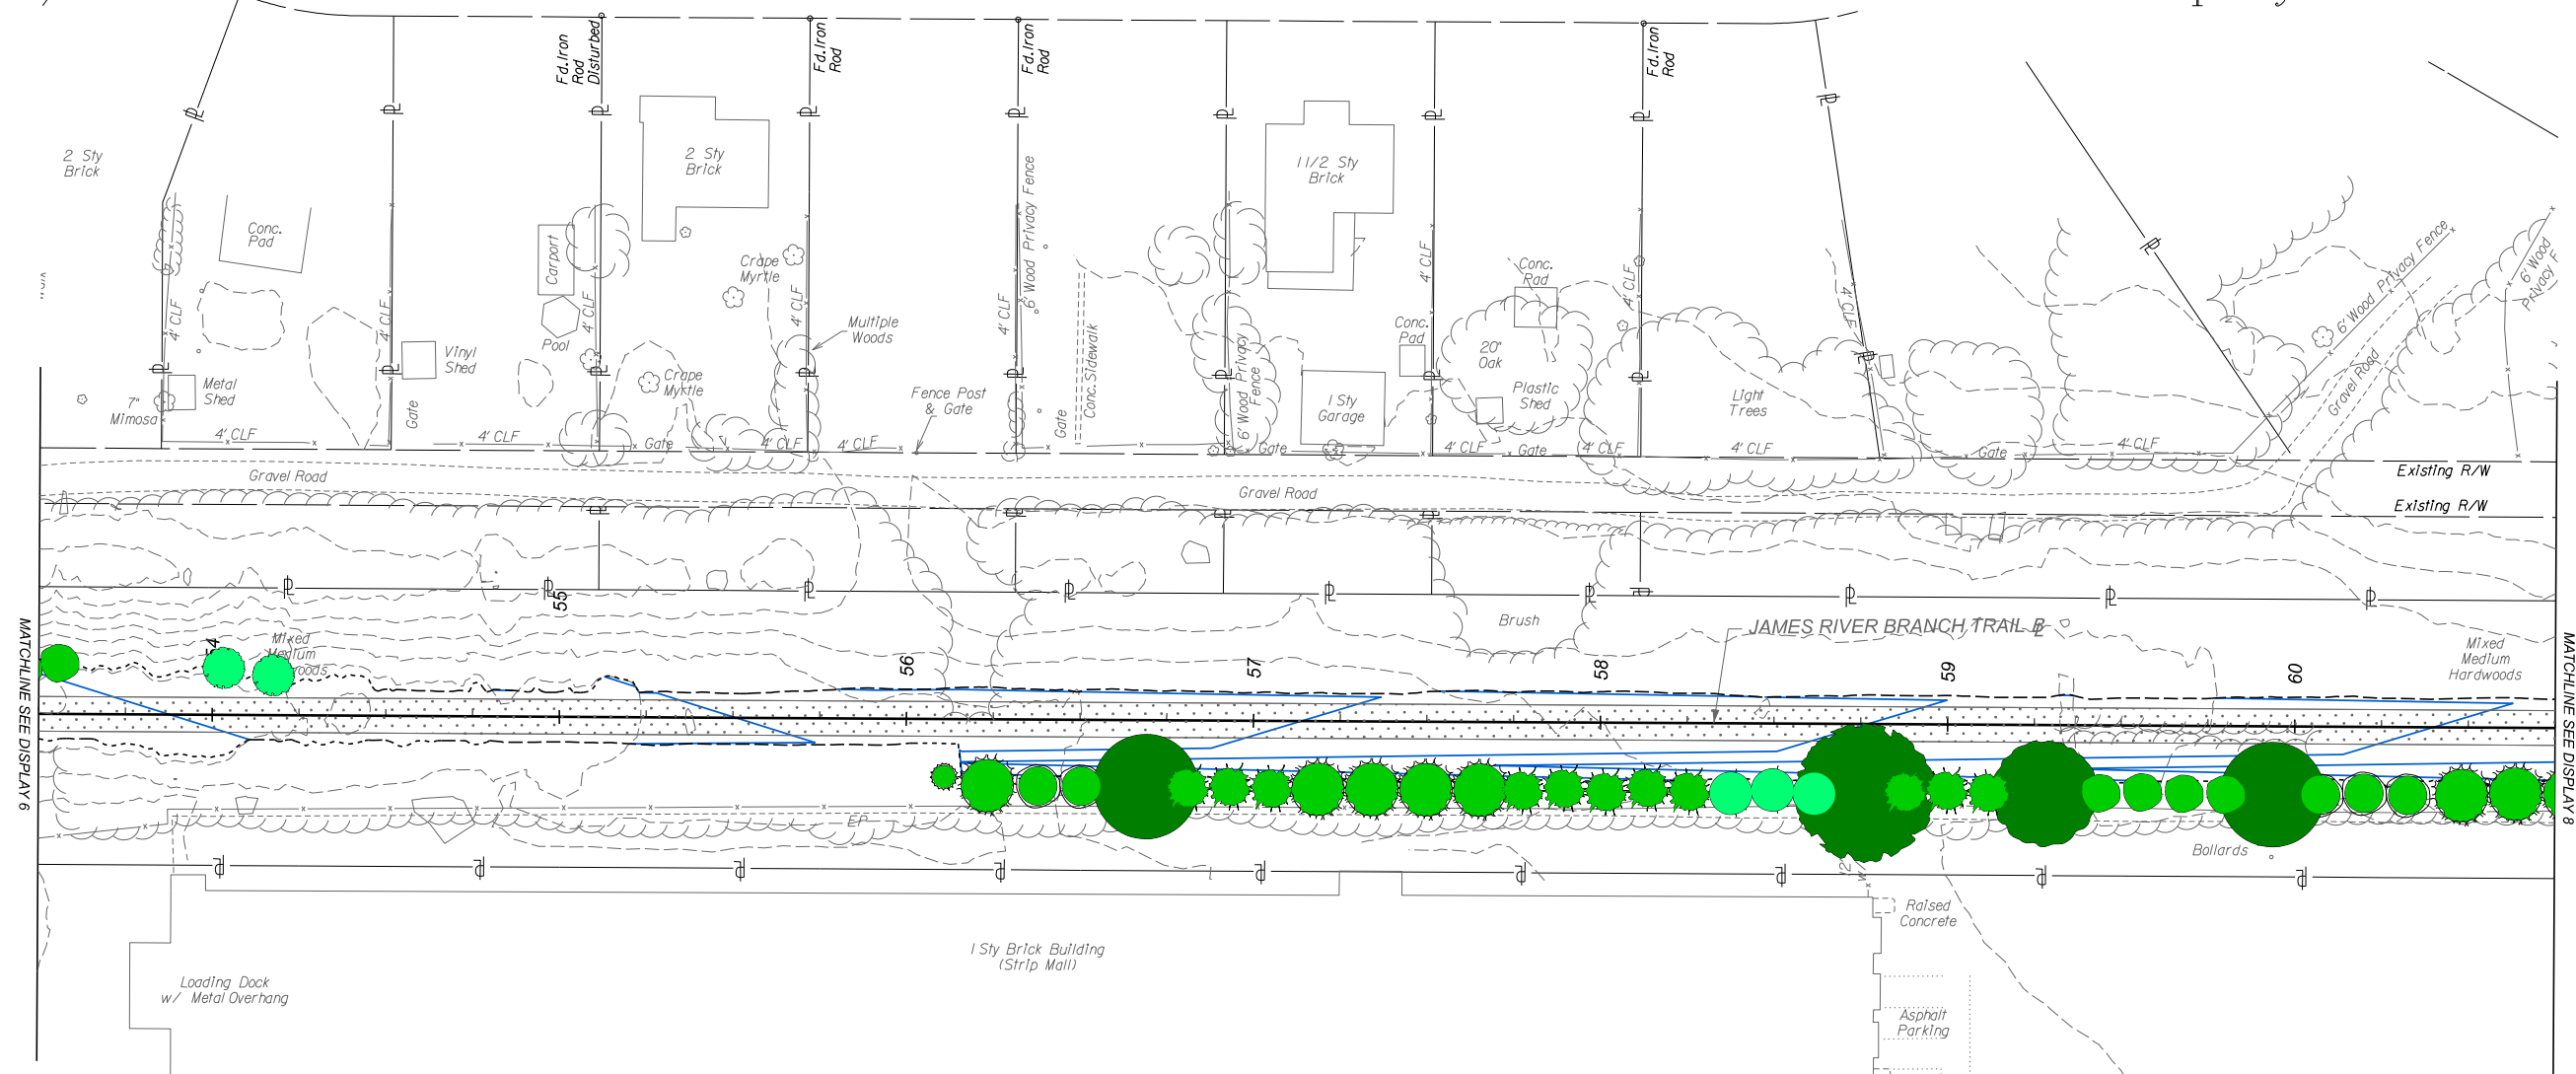 Fd.Iron
Rod
Disturbed
Fd.Iron
Rod
Fd.Iron
Rod
Fd.Iron
Rod
2 Sty
Brick
2 Sty
Brick
1 1/2 Sty
Brick
Conc.
Pad
Carport
Crape
Myrtle
6' Wood Privacy Fence
4' CLF
Conc.
Pad
4' CLF
4' CLF
6' Wood Privacy Fence
6' Wood
4' CLF
4' CLF
4' CLF
4' CLF
4' CLF
Pool
Multiple
Woods
Conc.Sidewalk
6' Wood Privacy
Fence
Conc.
Pad
20"
Oak
Vinyl
Shed
Metal
Shed
7"
Mimosa
Gate
Crape
Myrtle
Fence Post
& Gate
Gate
1 Sty
Garage
Plastic
Shed
Light
Trees
Gravel Road
4' CLF
4' CLF
Gate
4' CLF
4' CLF
Gate
4' CLF
Gate
4' CLF
4' CLF
Gate
4' CLF
Existing R/W
Gravel Road
Gravel Road
Existing R/W
55
56
57
58
59
60
Brush
JAMES RIVER BRANCH TRAIL
Mixed
Medium
Mixed
Medium
Hardwoods
MATCHLINE SEE DISPLAY 6
MATCHLINE SEE DISPLAY 8
EP
Bollards
Raised
Concrete
1 Sty Brick Building
(Strip Mall)
Loading Dock
w/ Metal Overhang
Asphalt
Parking